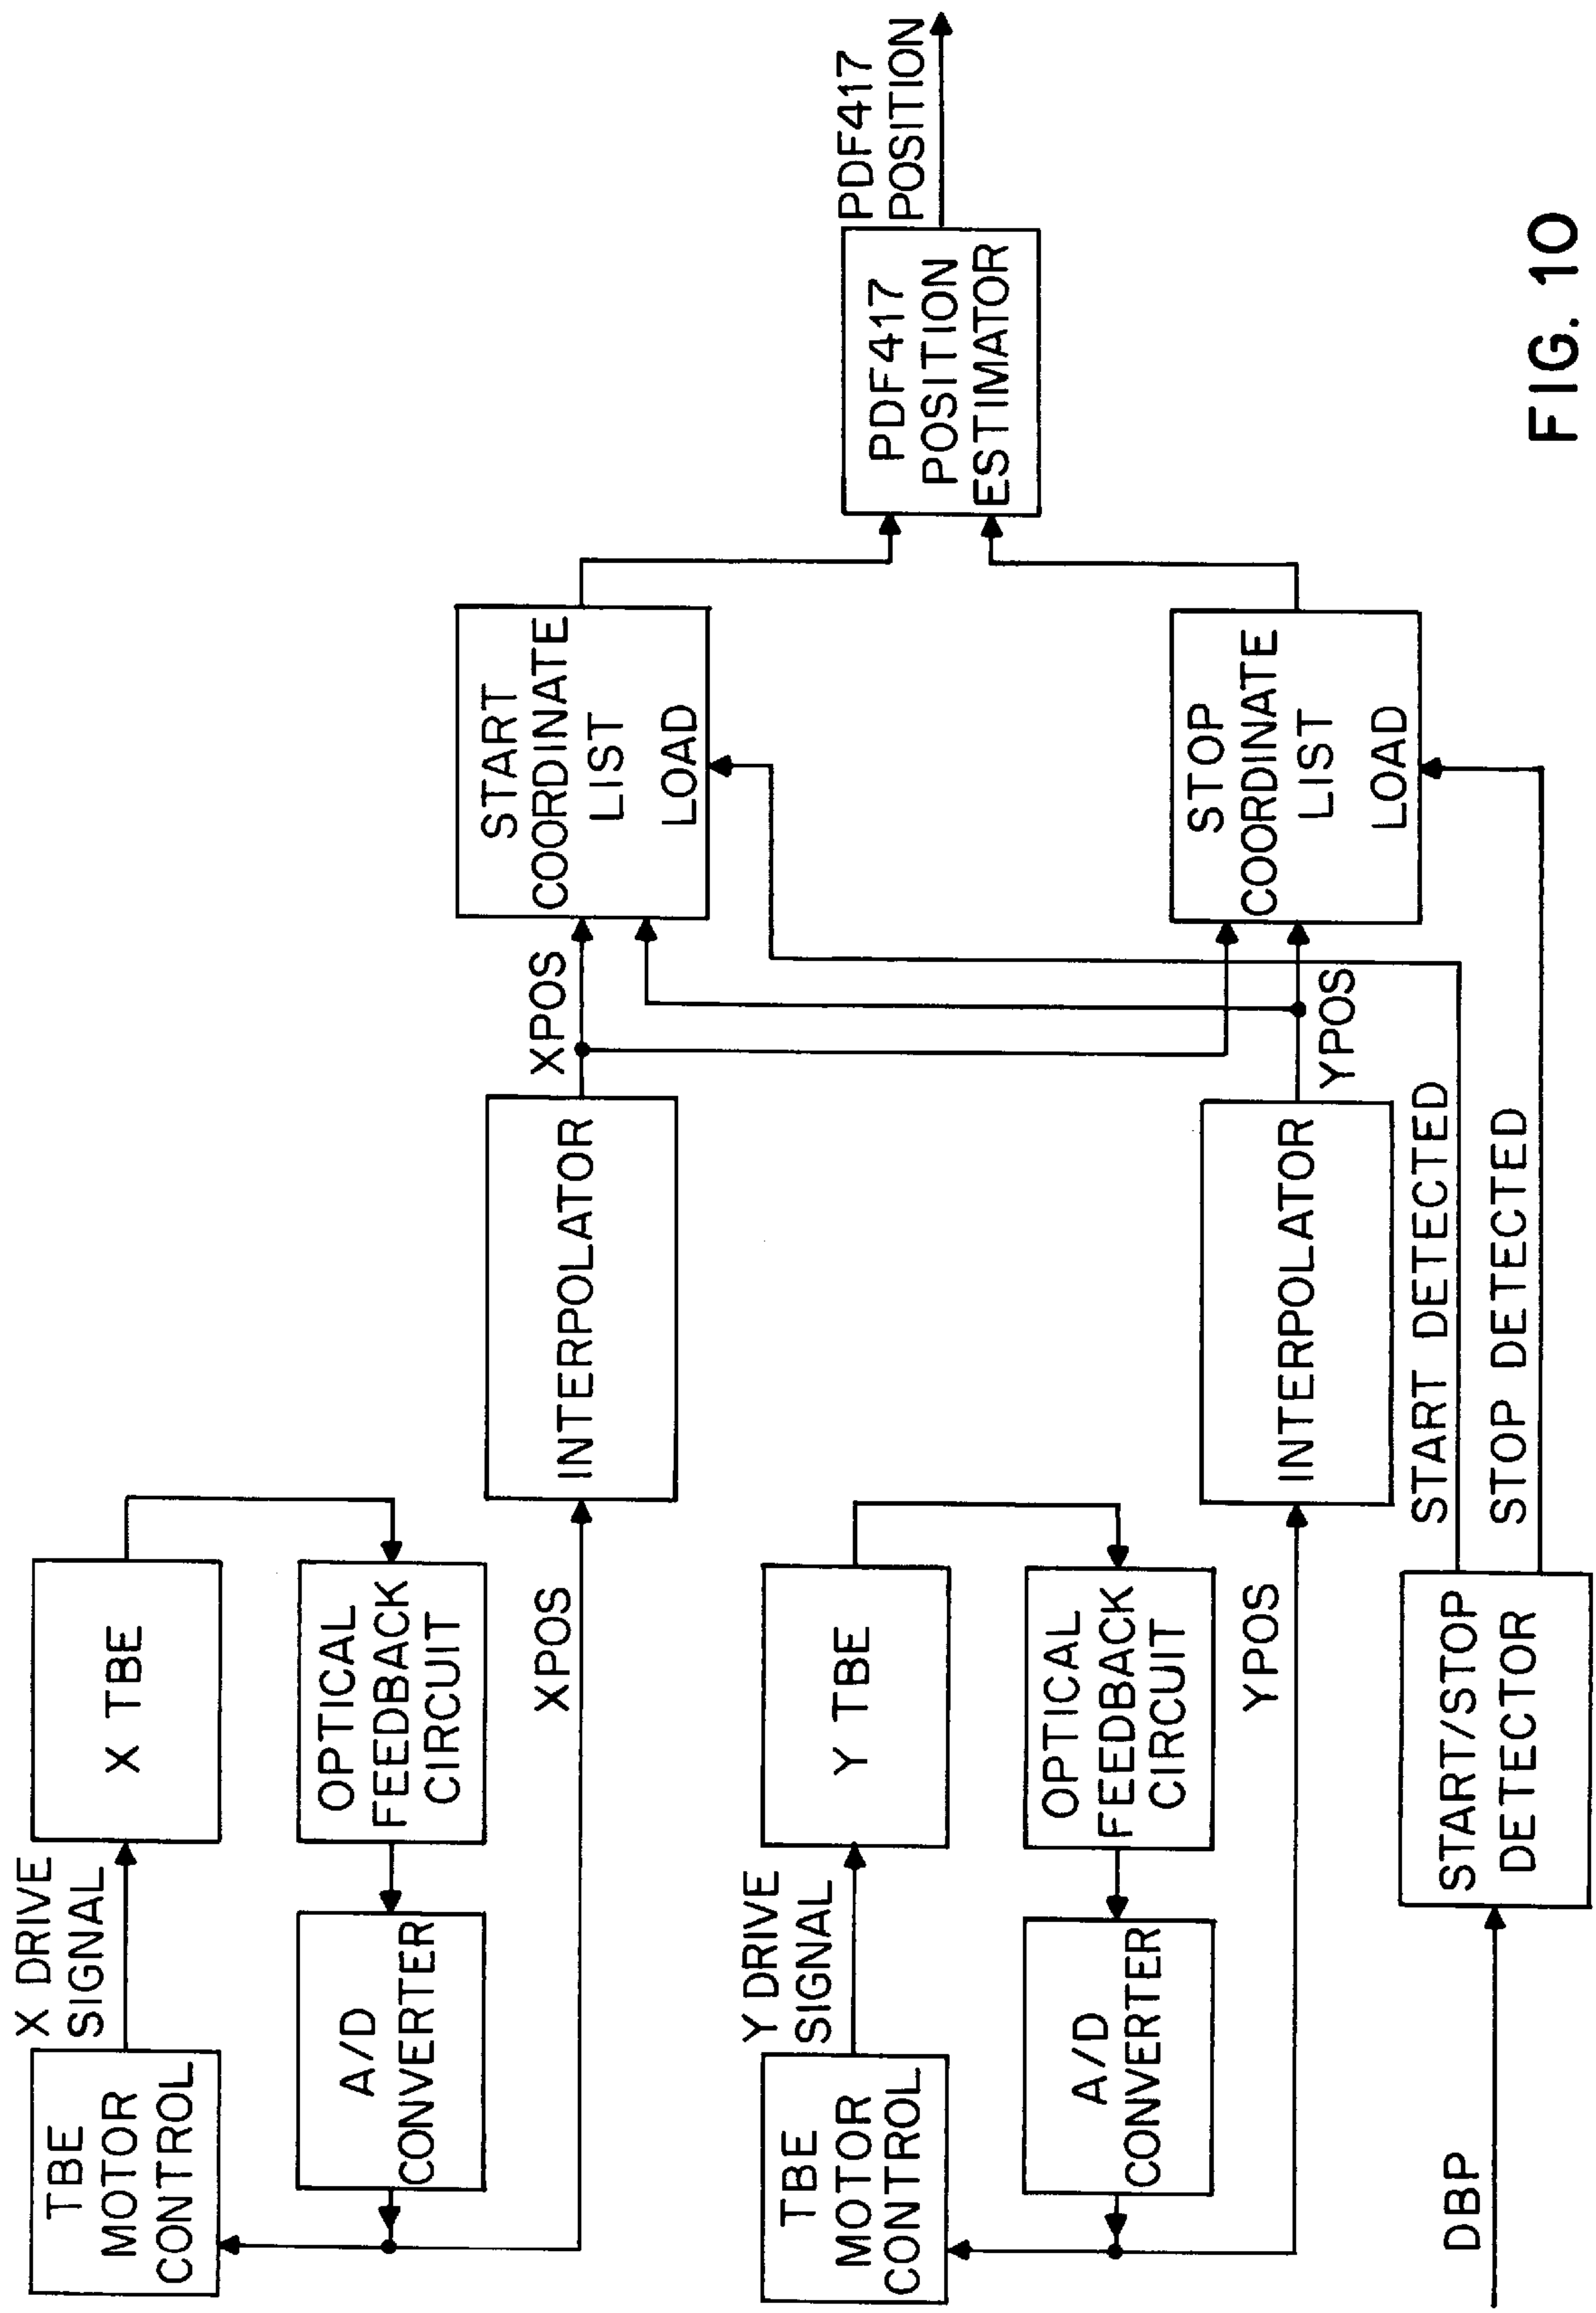 X DRIVE
SIGNAL
TBE
MOTOR
CONTROL
X TBE
A/D
CONVERTER
OPTICAL
FEEDBACK
CIRCUIT
XPOS
INTERPOLATOR
XPOS
START
COORDINATE
LIST
LOAD
Y DRIVE
SIGNAL
TBE
MOTOR
CONTROL
Y TBE
A/D
CONVERTER
OPTICAL
FEEDBACK
CIRCUIT
YPOS
INTERPOLATOR
YPOS
STOP
COORDINATE
LIST
LOAD
PDF417
POSITION
ESTIMATOR
PDF417
POSITION
DBP
START/STOP
DETECTOR
START DETECTED
STOP DETECTED
FIG. 10